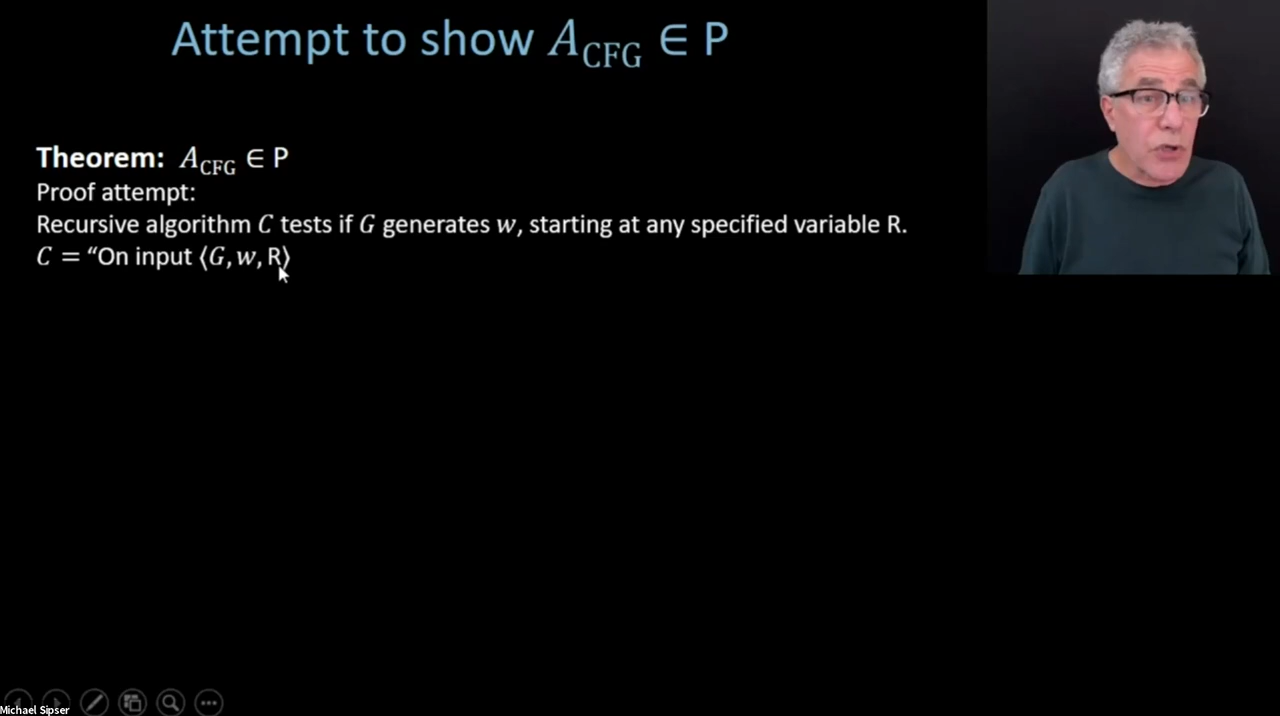 Attempt to show A_CFG ∈ P
Theorem: A_CFG ∈ P
Proof attempt:
Recursive algorithm C tests if G generates w, starting at any specified variable R.
C = “On input ⟨G, w, R⟩
Michael Sipser